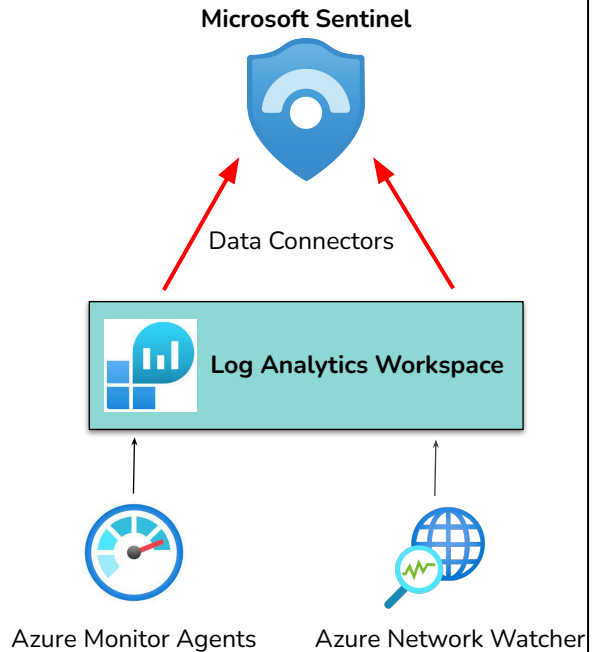 Microsoft Sentinel
Data Connectors
Log Analytics Workspace
Azure Monitor Agents
Azure Network Watcher